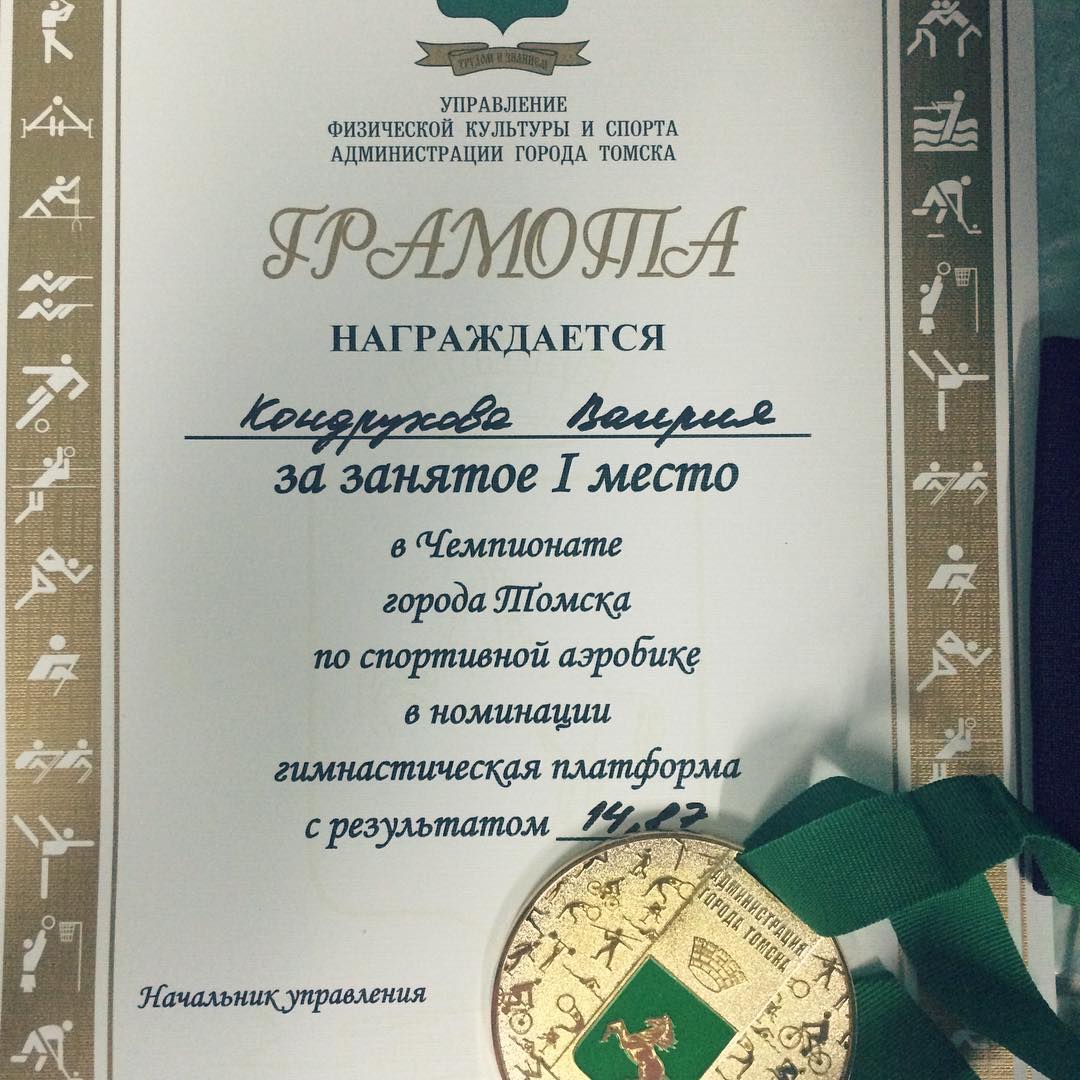 ТРУДОМ И ЗНАНИЕМ
УПРАВЛЕНИЕ
ФИЗИЧЕСКОЙ КУЛЬТУРЫ И СПОРТА
АДМИНИСТРАЦИИ ГОРОДА ТОМСКА
ГРАМОТА
НАГРАЖДАЕТСЯ
Кондрухова Валерия
за занятое I место
в Чемпионате
города Томска
по спортивной аэробике
в номинации
гимнастическая платформа
с результатом 14,87
АДМИНИСТРАЦИЯ
ГОРОДА ТОМСКА
Начальник управления